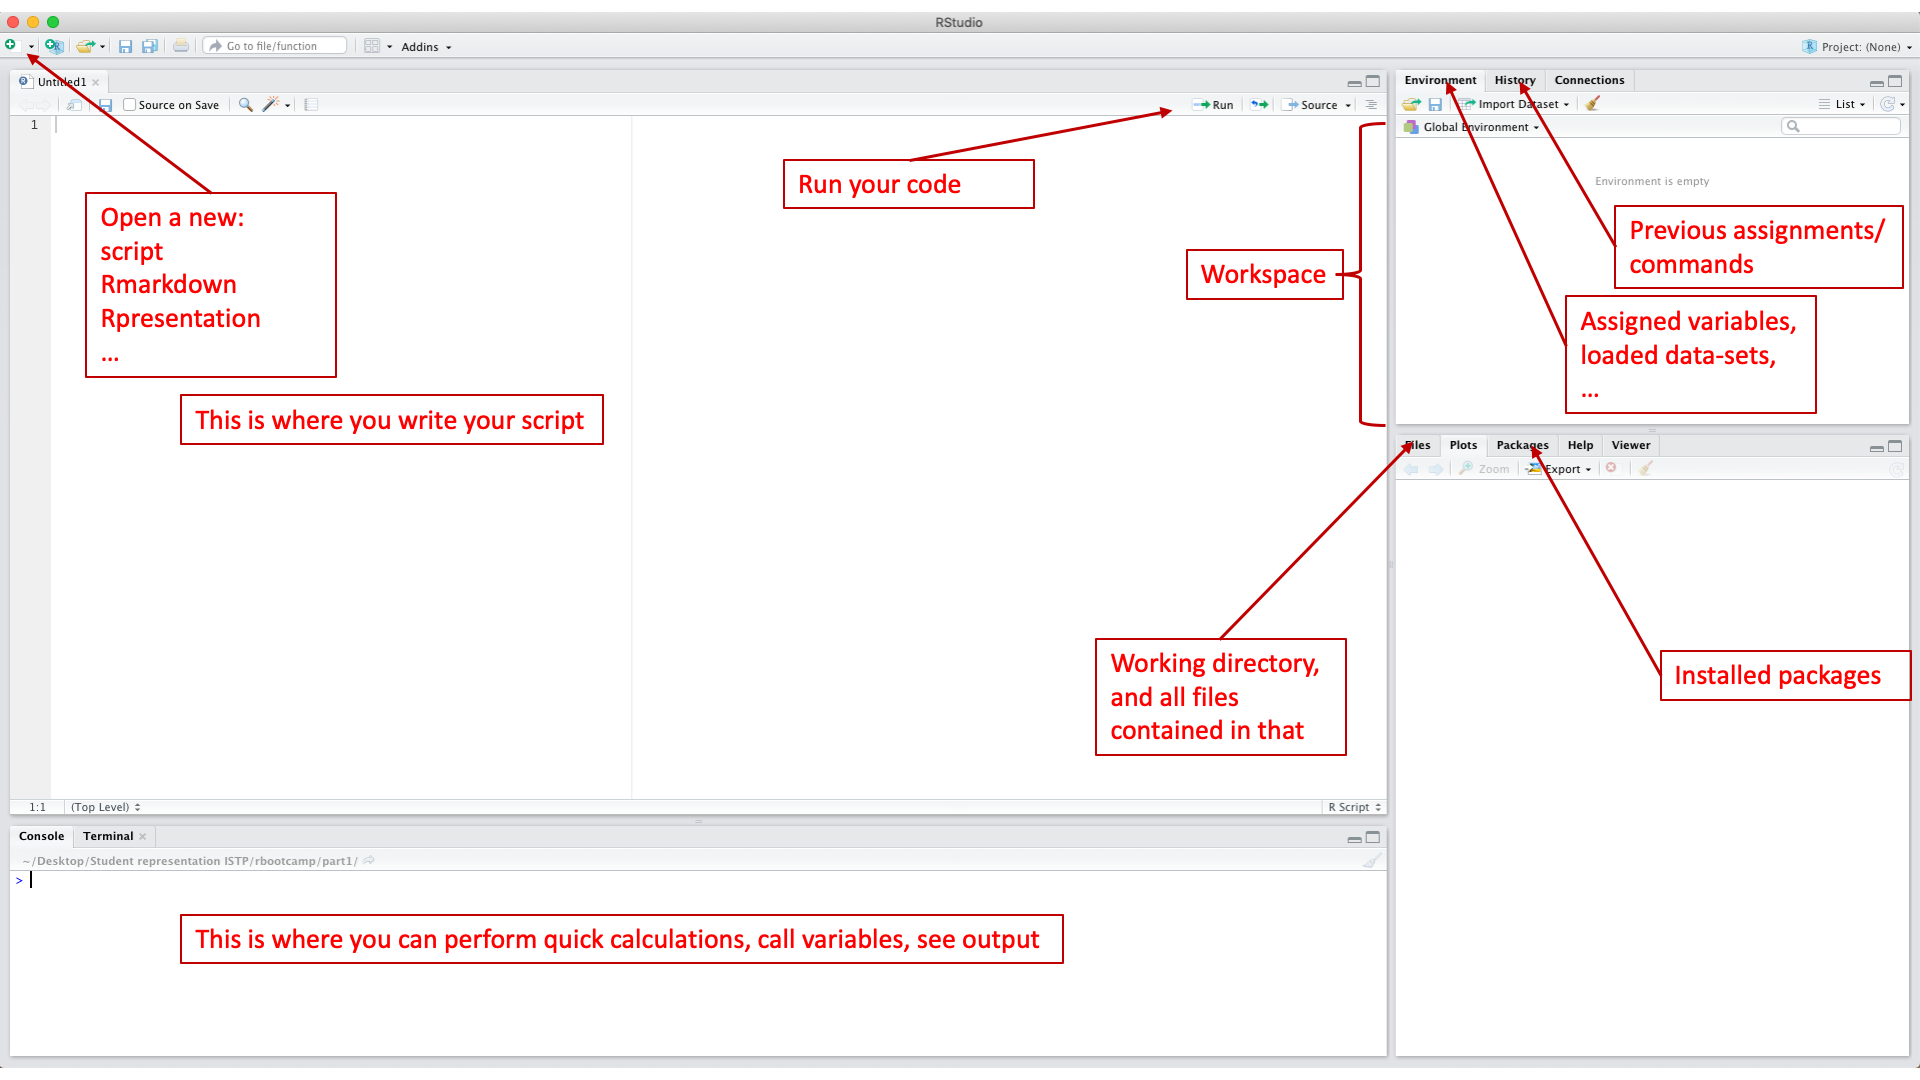 RStudio
Go to file/function
Addins
Project: (None)
Untitled1
Source on Save
Run
Source
1
Run your code
Open a new:
script
Rmarkdown
Rpresentation
...
This is where you write your script
Workspace
Environment History Connections
Import Dataset
List
Global Environment
Environment is empty
Previous assignments/
commands
Assigned variables,
loaded data-sets,
...
Files Plots Packages Help Viewer
Zoom Export
Working directory,
and all files
contained in that
Installed packages
1:1 (Top Level) R Script
Console Terminal
~/Desktop/Student representation ISTP/rbootcamp/part1/
>
This is where you can perform quick calculations, call variables, see output